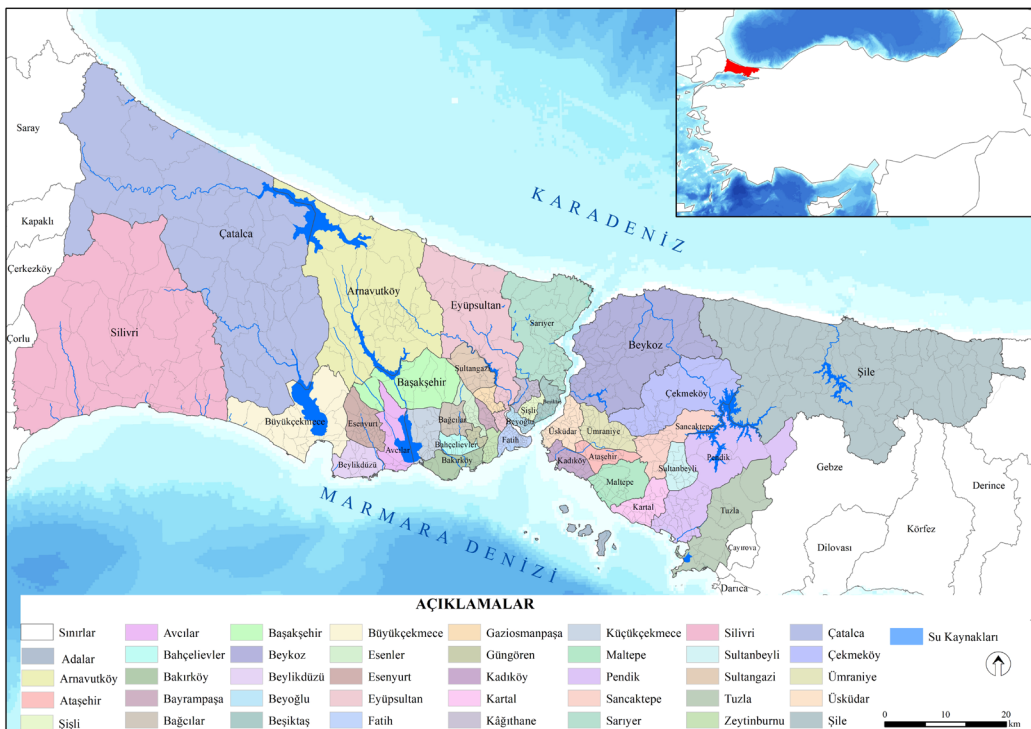 KARADENİZ
Saray
Kapaklı
Çerkezköy
Çorlu
Çatalca
Silivri
Arnavutköy
Eyüpsultan
Sarıyer
Beykoz
Şile
Sultangazi
Başakşehir
Çekmeköy
Büyükçekmece
Esenyurt
Bağcılar
Şişli
Beşiktaş
Beyoğlu
Üsküdar
Ümraniye
Sancaktepe
Avcılar
Bahçelievler
Fatih
Beylikdüzü
Bakırköy
Kadıköy
Ataşehir
Sultanbeyli
Pendik
Gebze
Maltepe
Derince
Kartal
Tuzla
Körfez
Çayırova
Dilovası
Darıca
MARMARA DENİZİ
AÇIKLAMALAR
Sınırlar
Adalar
Arnavutköy
Ataşehir
Şişli
Avcılar
Bahçelievler
Bakırköy
Bayrampaşa
Bağcılar
Başakşehir
Beykoz
Beylikdüzü
Beyoğlu
Beşiktaş
Büyükçekmece
Esenler
Esenyurt
Eyüpsultan
Fatih
Gaziosmanpaşa
Güngören
Kadıköy
Kartal
Kâğıthane
Küçükçekmece
Maltepe
Pendik
Sancaktepe
Sarıyer
Silivri
Sultanbeyli
Sultangazi
Tuzla
Zeytinburnu
Çatalca
Çekmeköy
Ümraniye
Üsküdar
Şile
Su Kaynakları
0 10 20
km